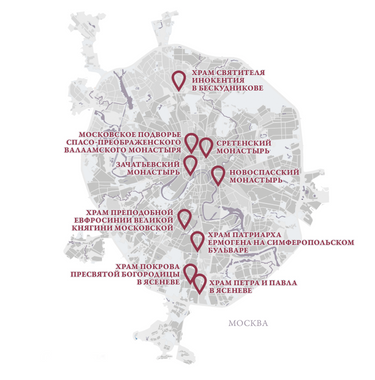 ХРАМ СВЯТИТЕЛЯ
ИНОКЕНТИЯ
В БЕСКУДНИКОВЕ
МОСКОВСКОЕ ПОДВОРЬЕ
СПАСО-ПРЕОБРАЖЕНСКОГО
ВАЛААМСКОГО МОНАСТЫРЯ
СРЕТЕНСКИЙ
МОНАСТЫРЬ
ЗАЧАТЬЕВСКИЙ
МОНАСТЫРЬ
НОВОСПАССКИЙ
МОНАСТЫРЬ
ХРАМ ПРЕПОДОБНОЙ
ЕВФРОСИНИИ ВЕЛИКОЙ
КНЯГИНИ МОСКОВСКОЙ
ХРАМ ПАТРИАРХА
ЕРМОГЕНА НА СИМФЕРОПОЛЬСКОМ
БУЛЬВАРЕ
ХРАМ ПОКРОВА
ПРЕСВЯТОЙ БОГОРОДИЦЫ
В ЯСЕНЕВЕ
ХРАМ ПЕТРА И ПАВЛА
В ЯСЕНЕВЕ
МОСКВА